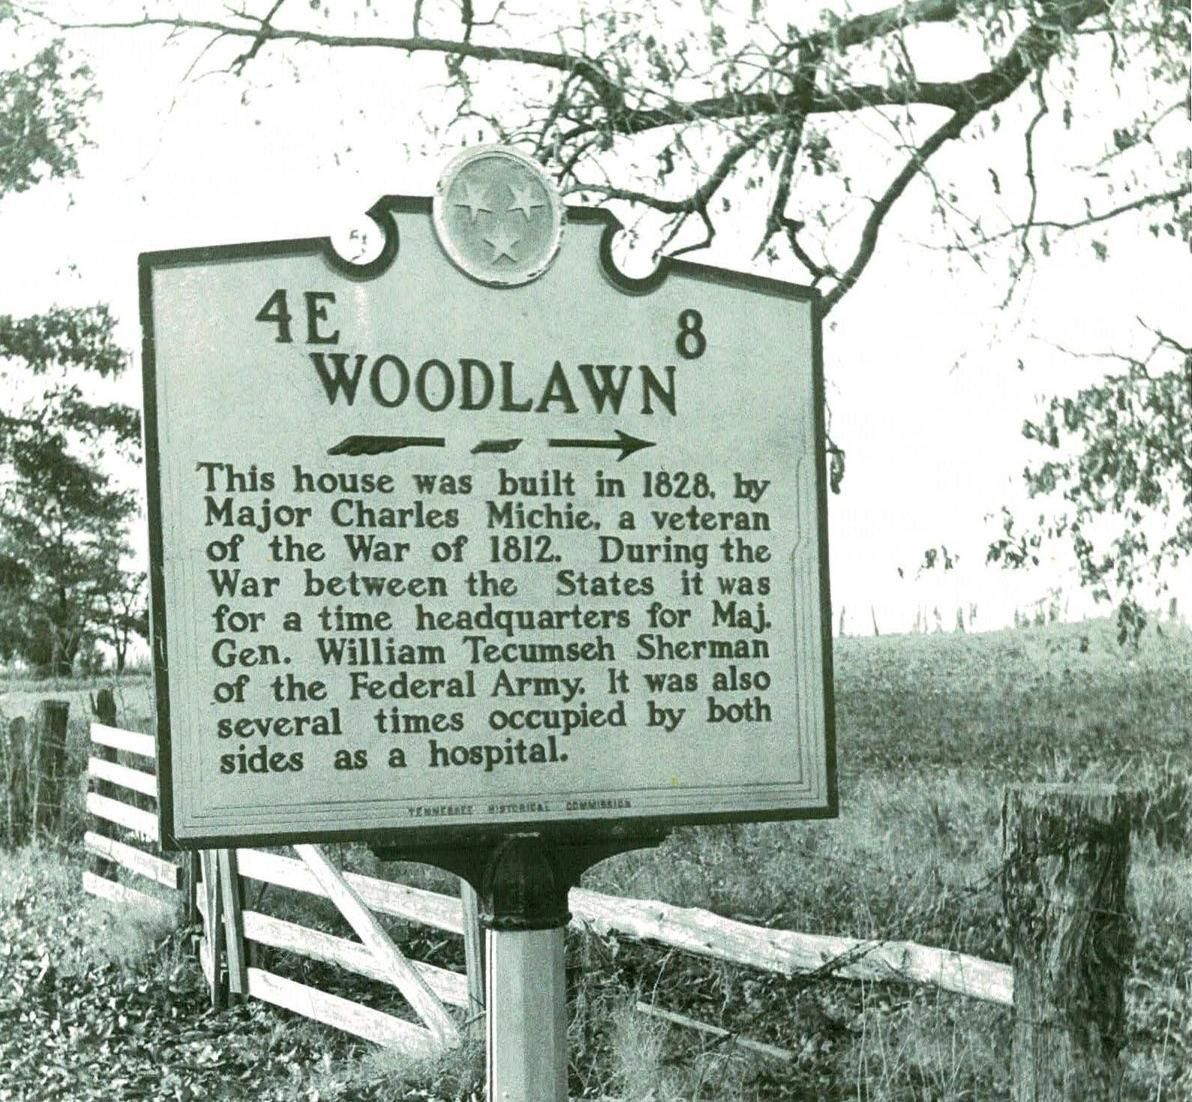 4E 8
WOODLAWN
This house was built in 1828, by
Major Charles Michie, a veteran
of the War of 1812. During the
War between the States it was
for a time headquarters for Maj.
Gen. William Tecumseh Sherman
of the Federal Army. It was also
several times occupied by both
sides as a hospital.
TENNESSEE HISTORICAL COMMISSION